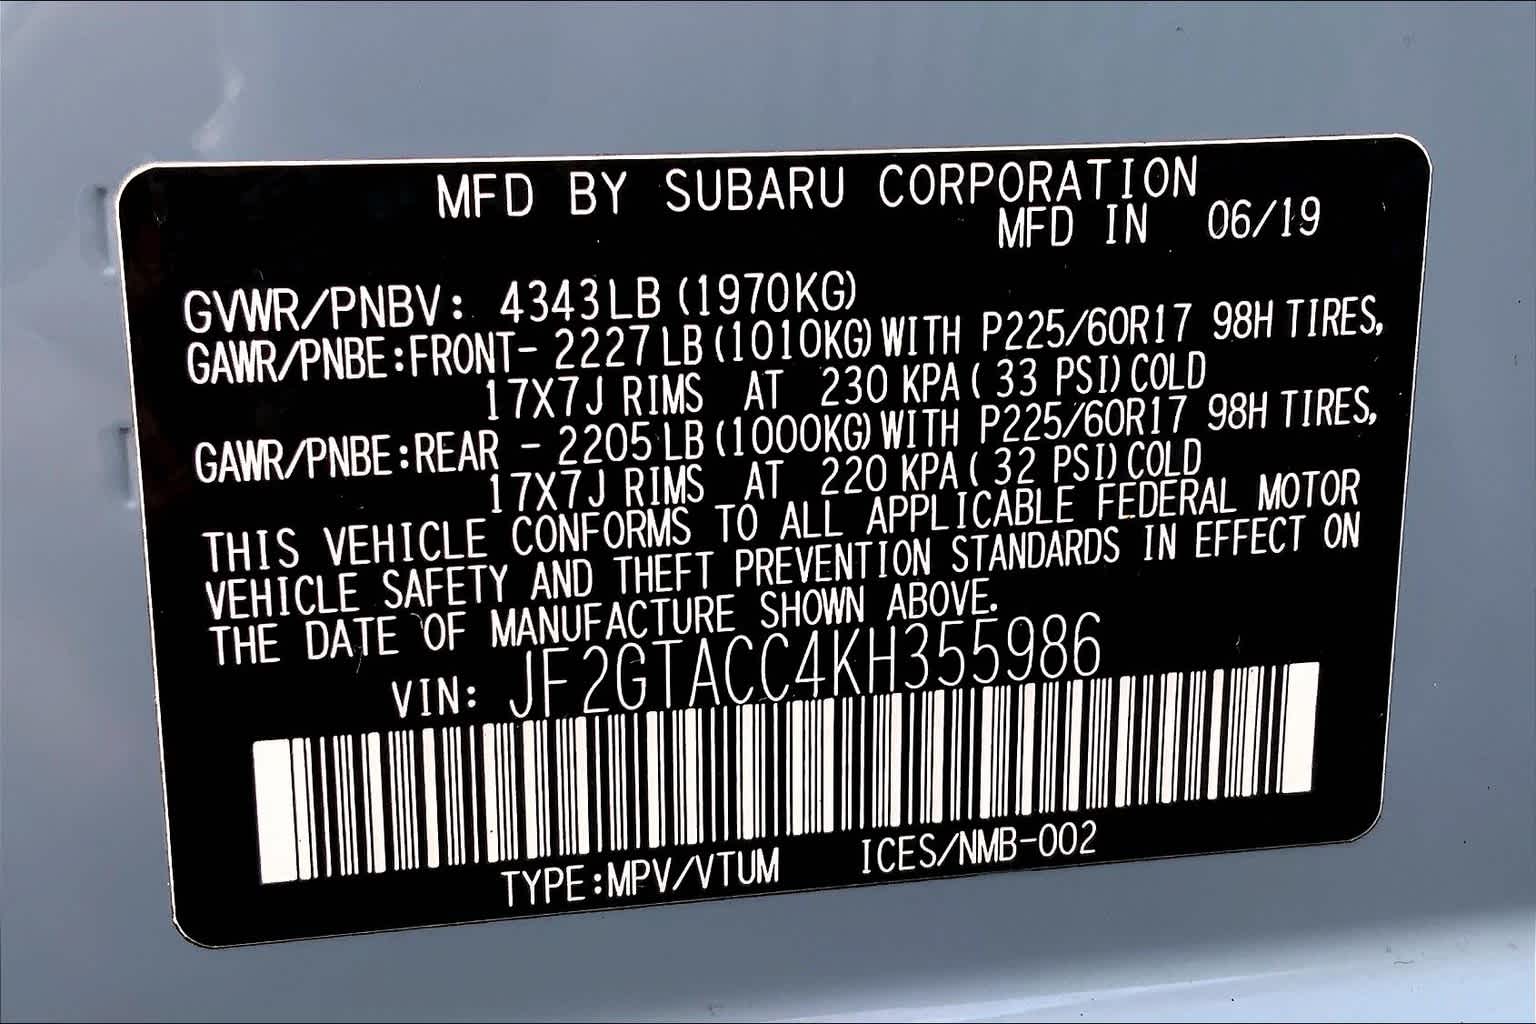 MFD BY SUBARU CORPORATION
MFD IN 06/19
GVWR/PNBV: 4343LB (1970KG)
GAWR/PNBE:FRONT- 2227LB (1010KG) WITH P225/60R17 98H TIRES,
17X7J RIMS AT 230 KPA ( 33 PSI) COLD
GAWR/PNBE:REAR - 2205LB (1000KG) WITH P225/60R17 98H TIRES,
17X7J RIMS AT 220 KPA ( 32 PSI) COLD
THIS VEHICLE CONFORMS TO ALL APPLICABLE FEDERAL MOTOR
VEHICLE SAFETY AND THEFT PREVENTION STANDARDS IN EFFECT ON
THE DATE OF MANUFACTURE SHOWN ABOVE.
VIN: JF2GTACC4KH355986
TYPE:MPV/VTUM ICES/NMB-002